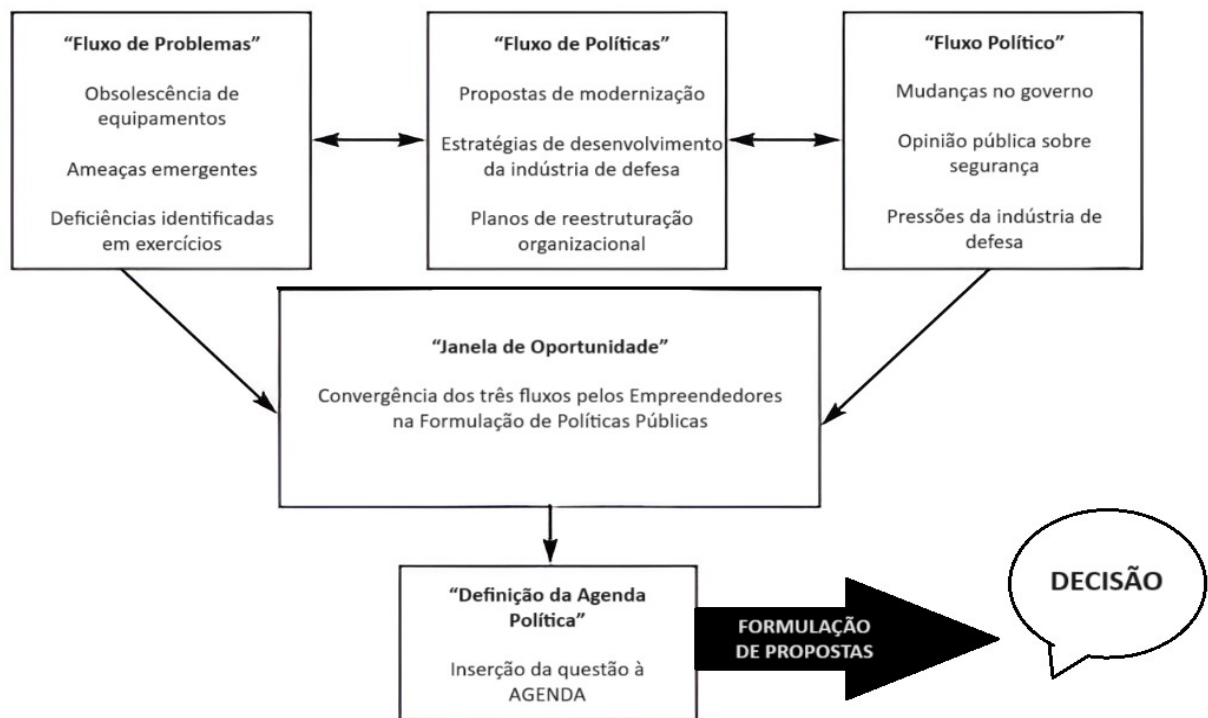 “Fluxo de Problemas”
Obsolescência de
equipamentos
Ameaças emergentes
Deficiências identificadas
em exercícios
“Fluxo de Políticas”
Propostas de modernização
Estratégias de desenvolvimento
da indústria de defesa
Planos de reestruturação
organizacional
“Fluxo Político”
Mudanças no governo
Opinião pública sobre
segurança
Pressões da indústria de
defesa
“Janela de Oportunidade”
Convergência dos três fluxos pelos Empreendedores
na Formulação de Políticas Públicas
“Definição da Agenda
Política”
Inserção da questão à
AGENDA
FORMULAÇÃO
DE PROPOSTAS
DECISÃO